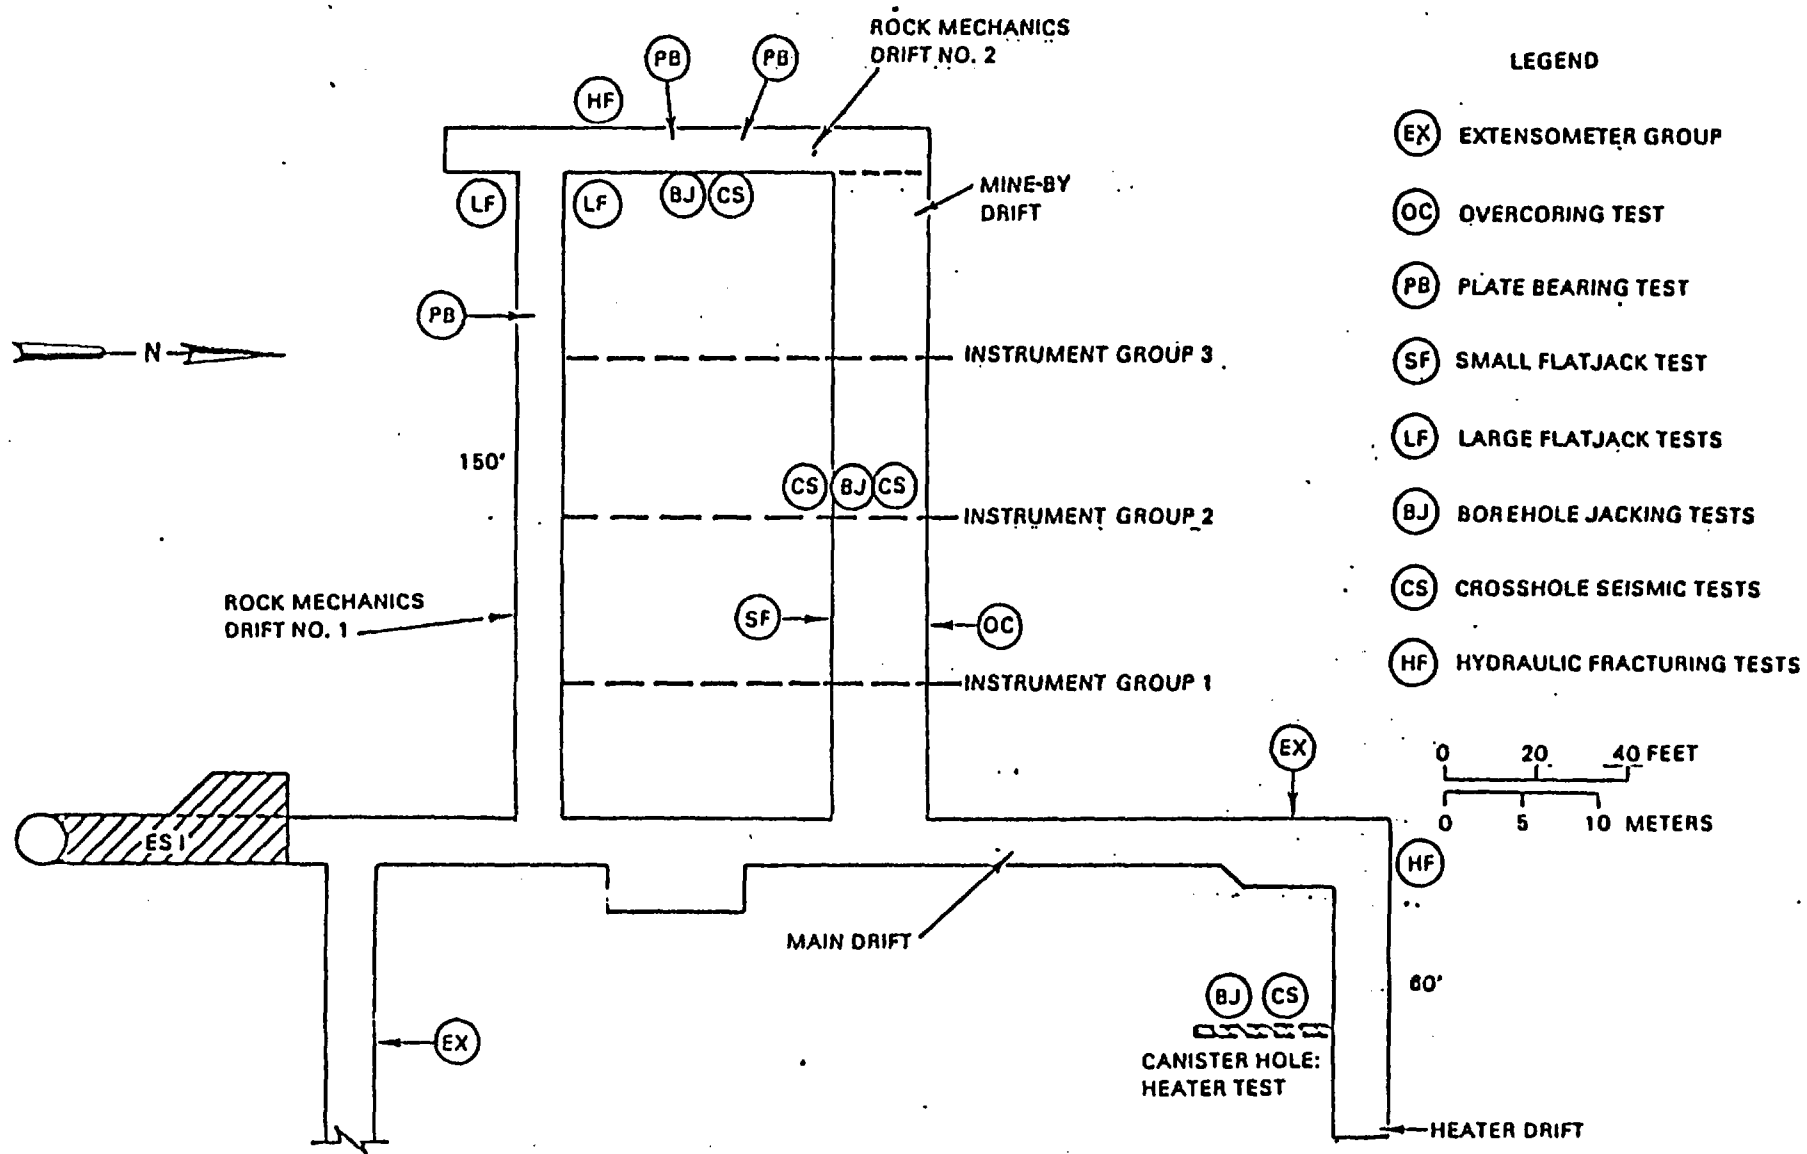 ROCK MECHANICS
DRIFT NO. 2
PB
PB
HF
LF
LF
BJ
CS
MINE-BY
DRIFT
PB
N
INSTRUMENT GROUP 3
150'
CS
BJ
CS
INSTRUMENT GROUP 2
ROCK MECHANICS
DRIFT NO. 1
SF
OC
INSTRUMENT GROUP 1
EX
ES I
HF
MAIN DRIFT
60'
BJ
CS
EX
CANISTER HOLE:
HEATER TEST
HEATER DRIFT
LEGEND
EX EXTENSOMETER GROUP
OC OVERCORING TEST
PB PLATE BEARING TEST
SF SMALL FLATJACK TEST
LF LARGE FLATJACK TESTS
BJ BOREHOLE JACKING TESTS
CS CROSSHOLE SEISMIC TESTS
HF HYDRAULIC FRACTURING TESTS
0 20 40 FEET
0 5 10 METERS